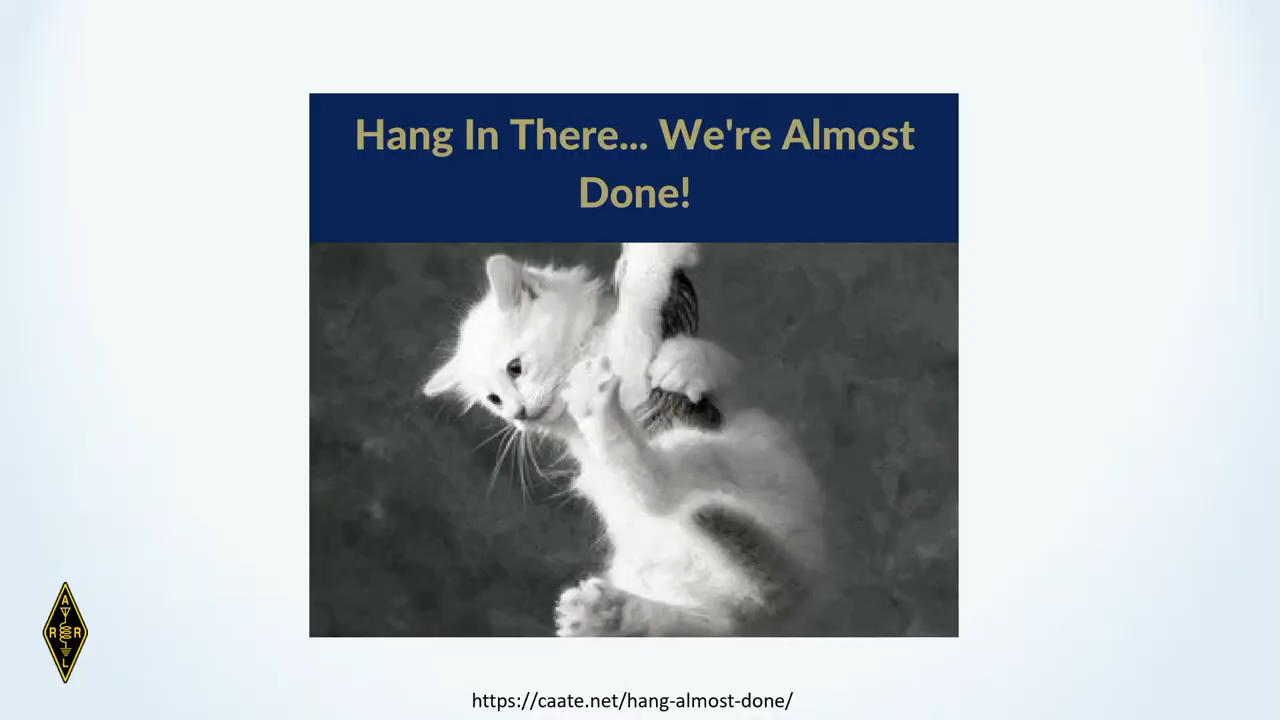 Hang In There... We're Almost
Done!
A
R R
L
https://caate.net/hang-almost-done/